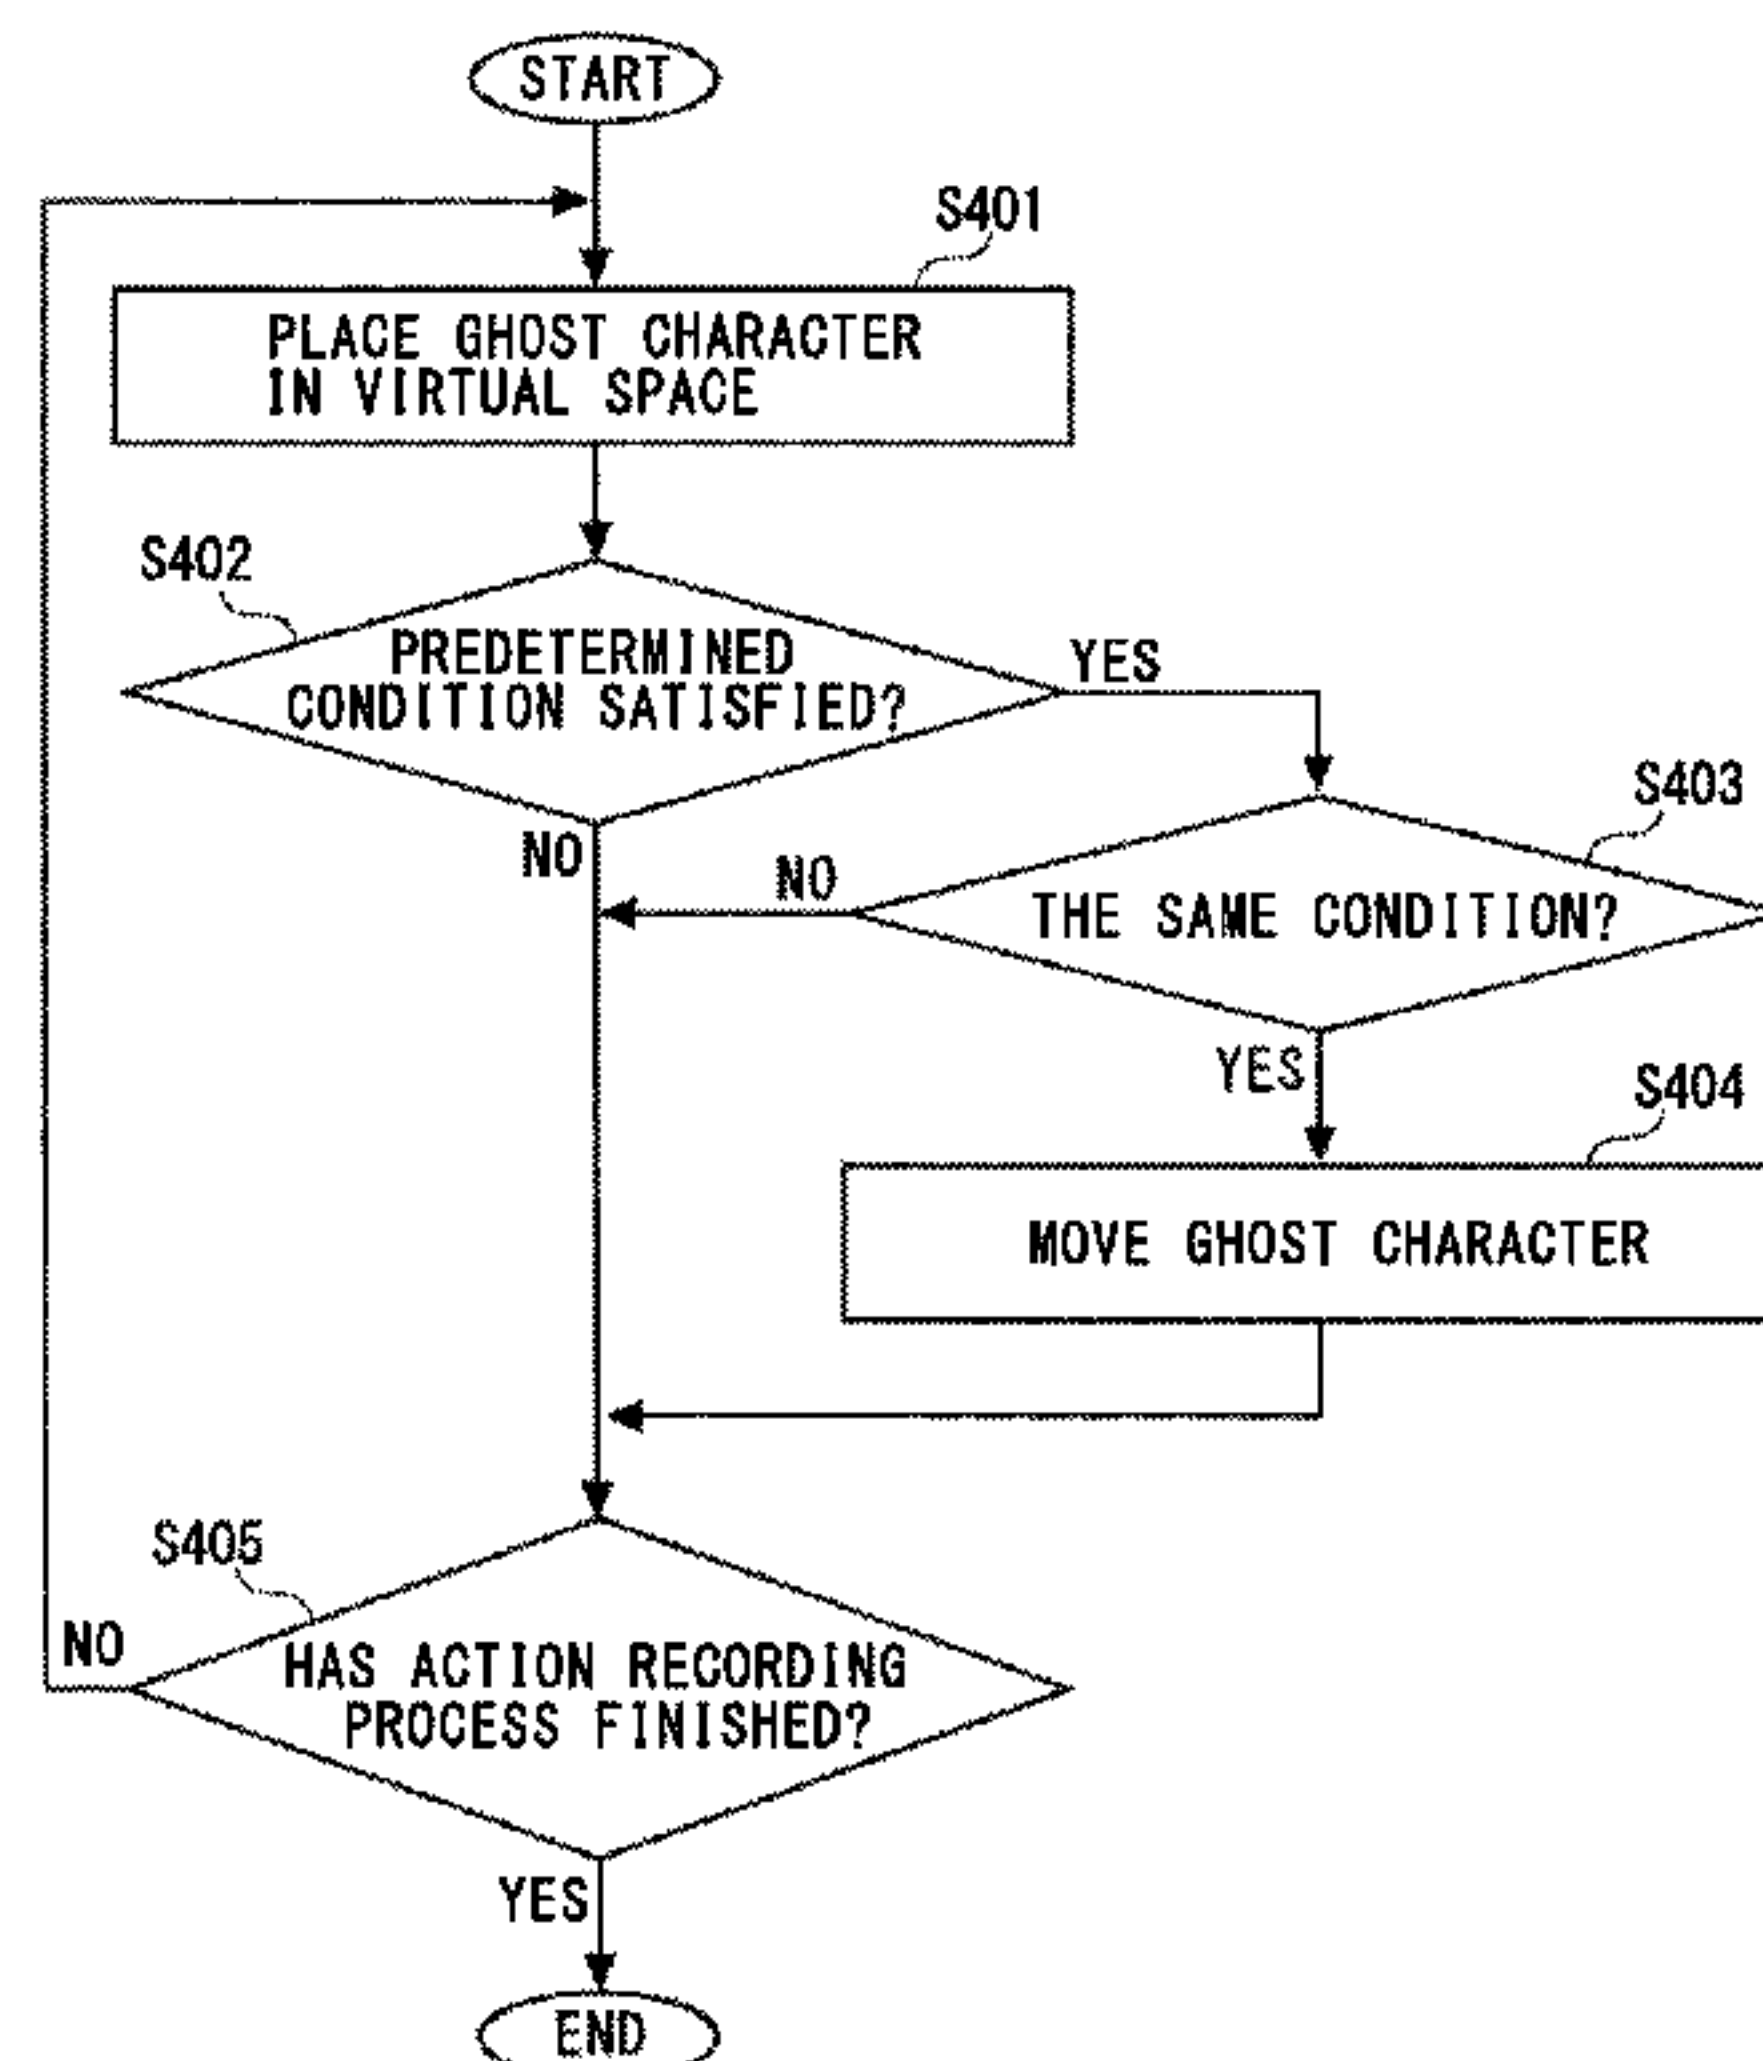 START
S401
PLACE GHOST CHARACTER
IN VIRTUAL SPACE
S402
PREDETERMINED
CONDITION SATISFIED?
YES
NO
S403
NO
THE SAME CONDITION?
YES
S404
MOVE GHOST CHARACTER
S405
NO
HAS ACTION RECORDING
PROCESS FINISHED?
YES
END